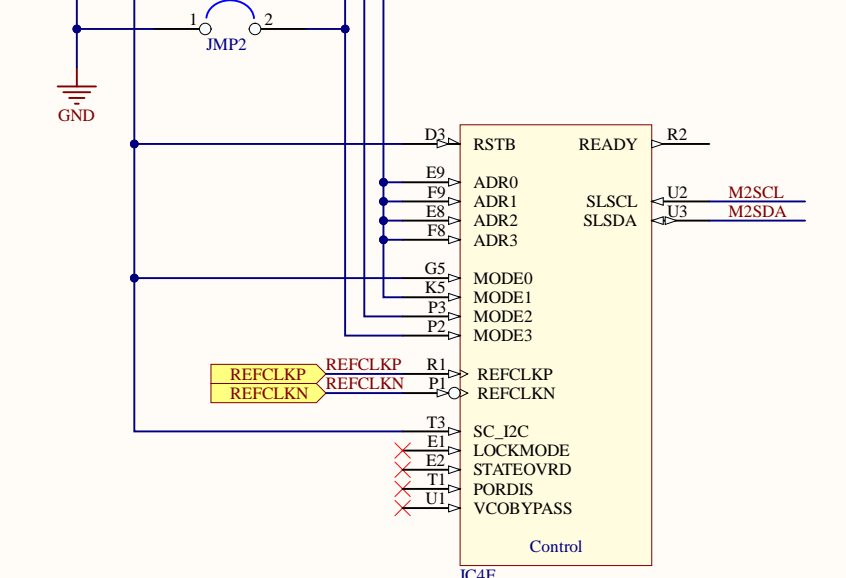 1 2
JMP2
GND
D3 RSTB READY R2
E9 ADR0
F9 ADR1 SLSCL U2 M2SCL
E8 ADR2 SLSDA U3 M2SDA
F8 ADR3
G5 MODE0
K5 MODE1
P3 MODE2
P2 MODE3
REFCLKP REFCLKP R1 REFCLKP
REFCLKN REFCLKN P1 REFCLKN
T3 SC_I2C
E1 LOCKMODE
E2 STATEOVRD
T1 PORDIS
U1 VCOBYPASS
Control